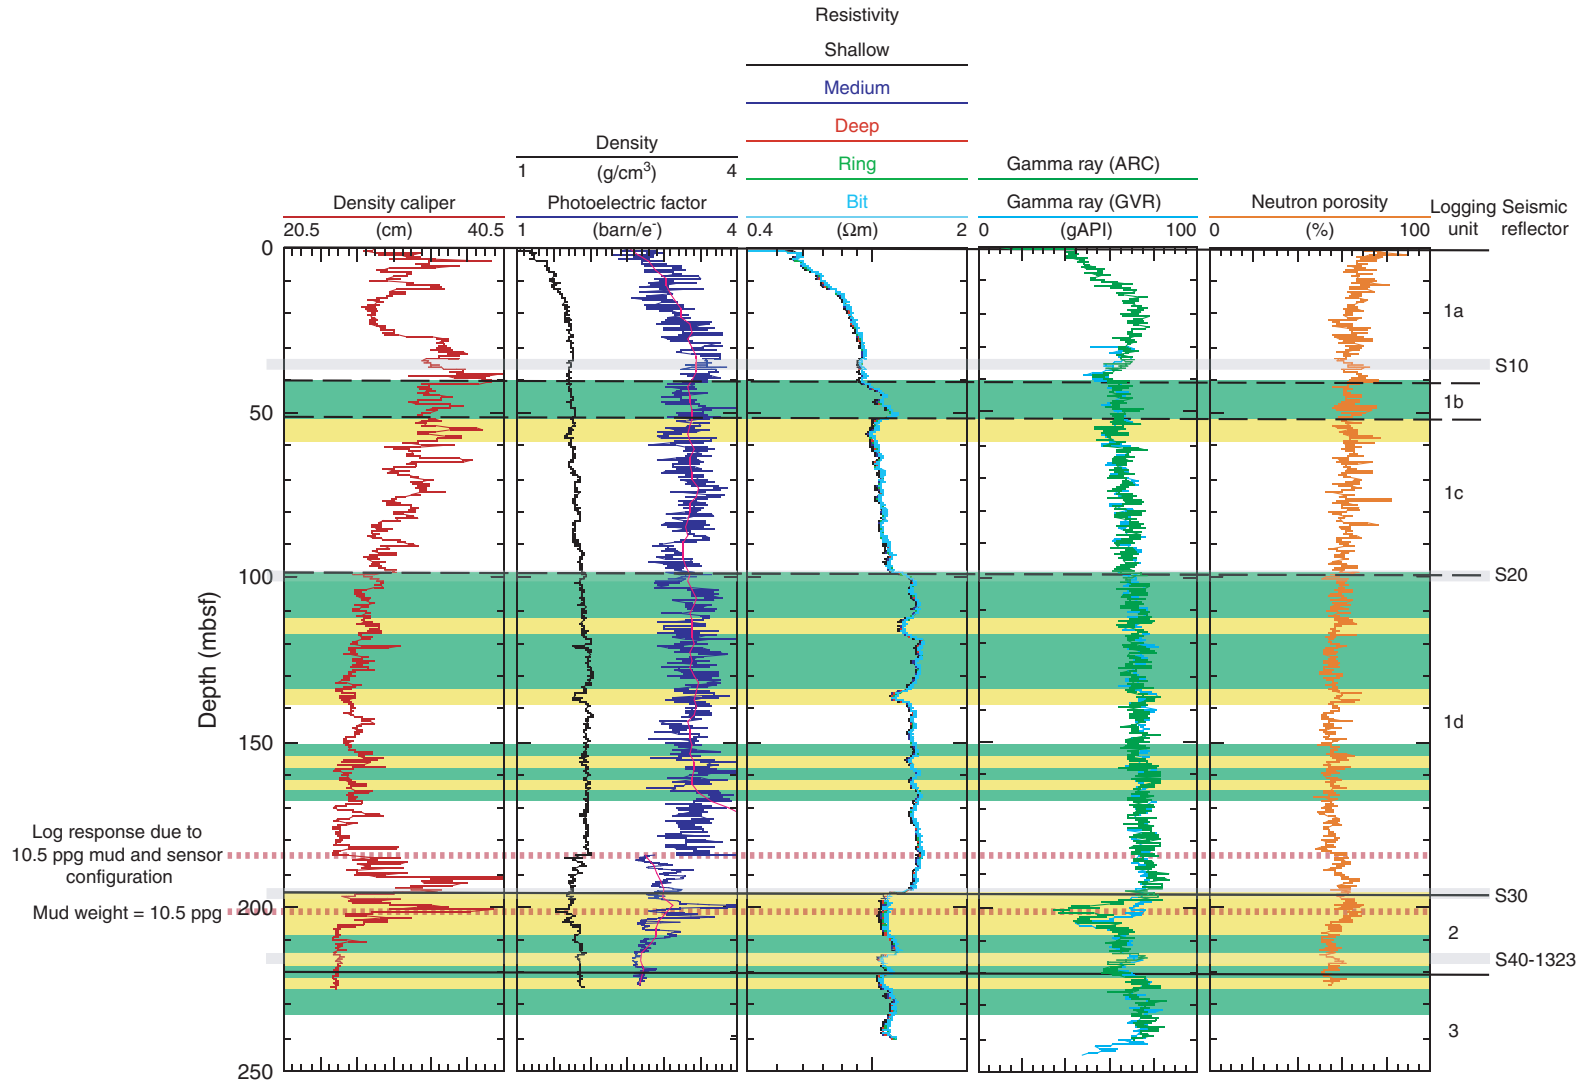 Resistivity
Shallow
Medium
Deep
Ring
Bit
0.4 (Ωm) 2
Density
1 (g/cm³) 4
Photoelectric factor
1 (barn/e⁻) 4
Density caliper
20.5 (cm) 40.5
Gamma ray (ARC)
Gamma ray (GVR)
0 (gAPI) 100
Neutron porosity
0 (%) 100
Logging unit
Seismic reflector
Depth (mbsf)
0
50
100
150
200
250
1a
1b
1c
1d
2
3
S10
S20
S30
S40-1323
Log response due to
10.5 ppg mud and sensor
configuration
Mud weight = 10.5 ppg